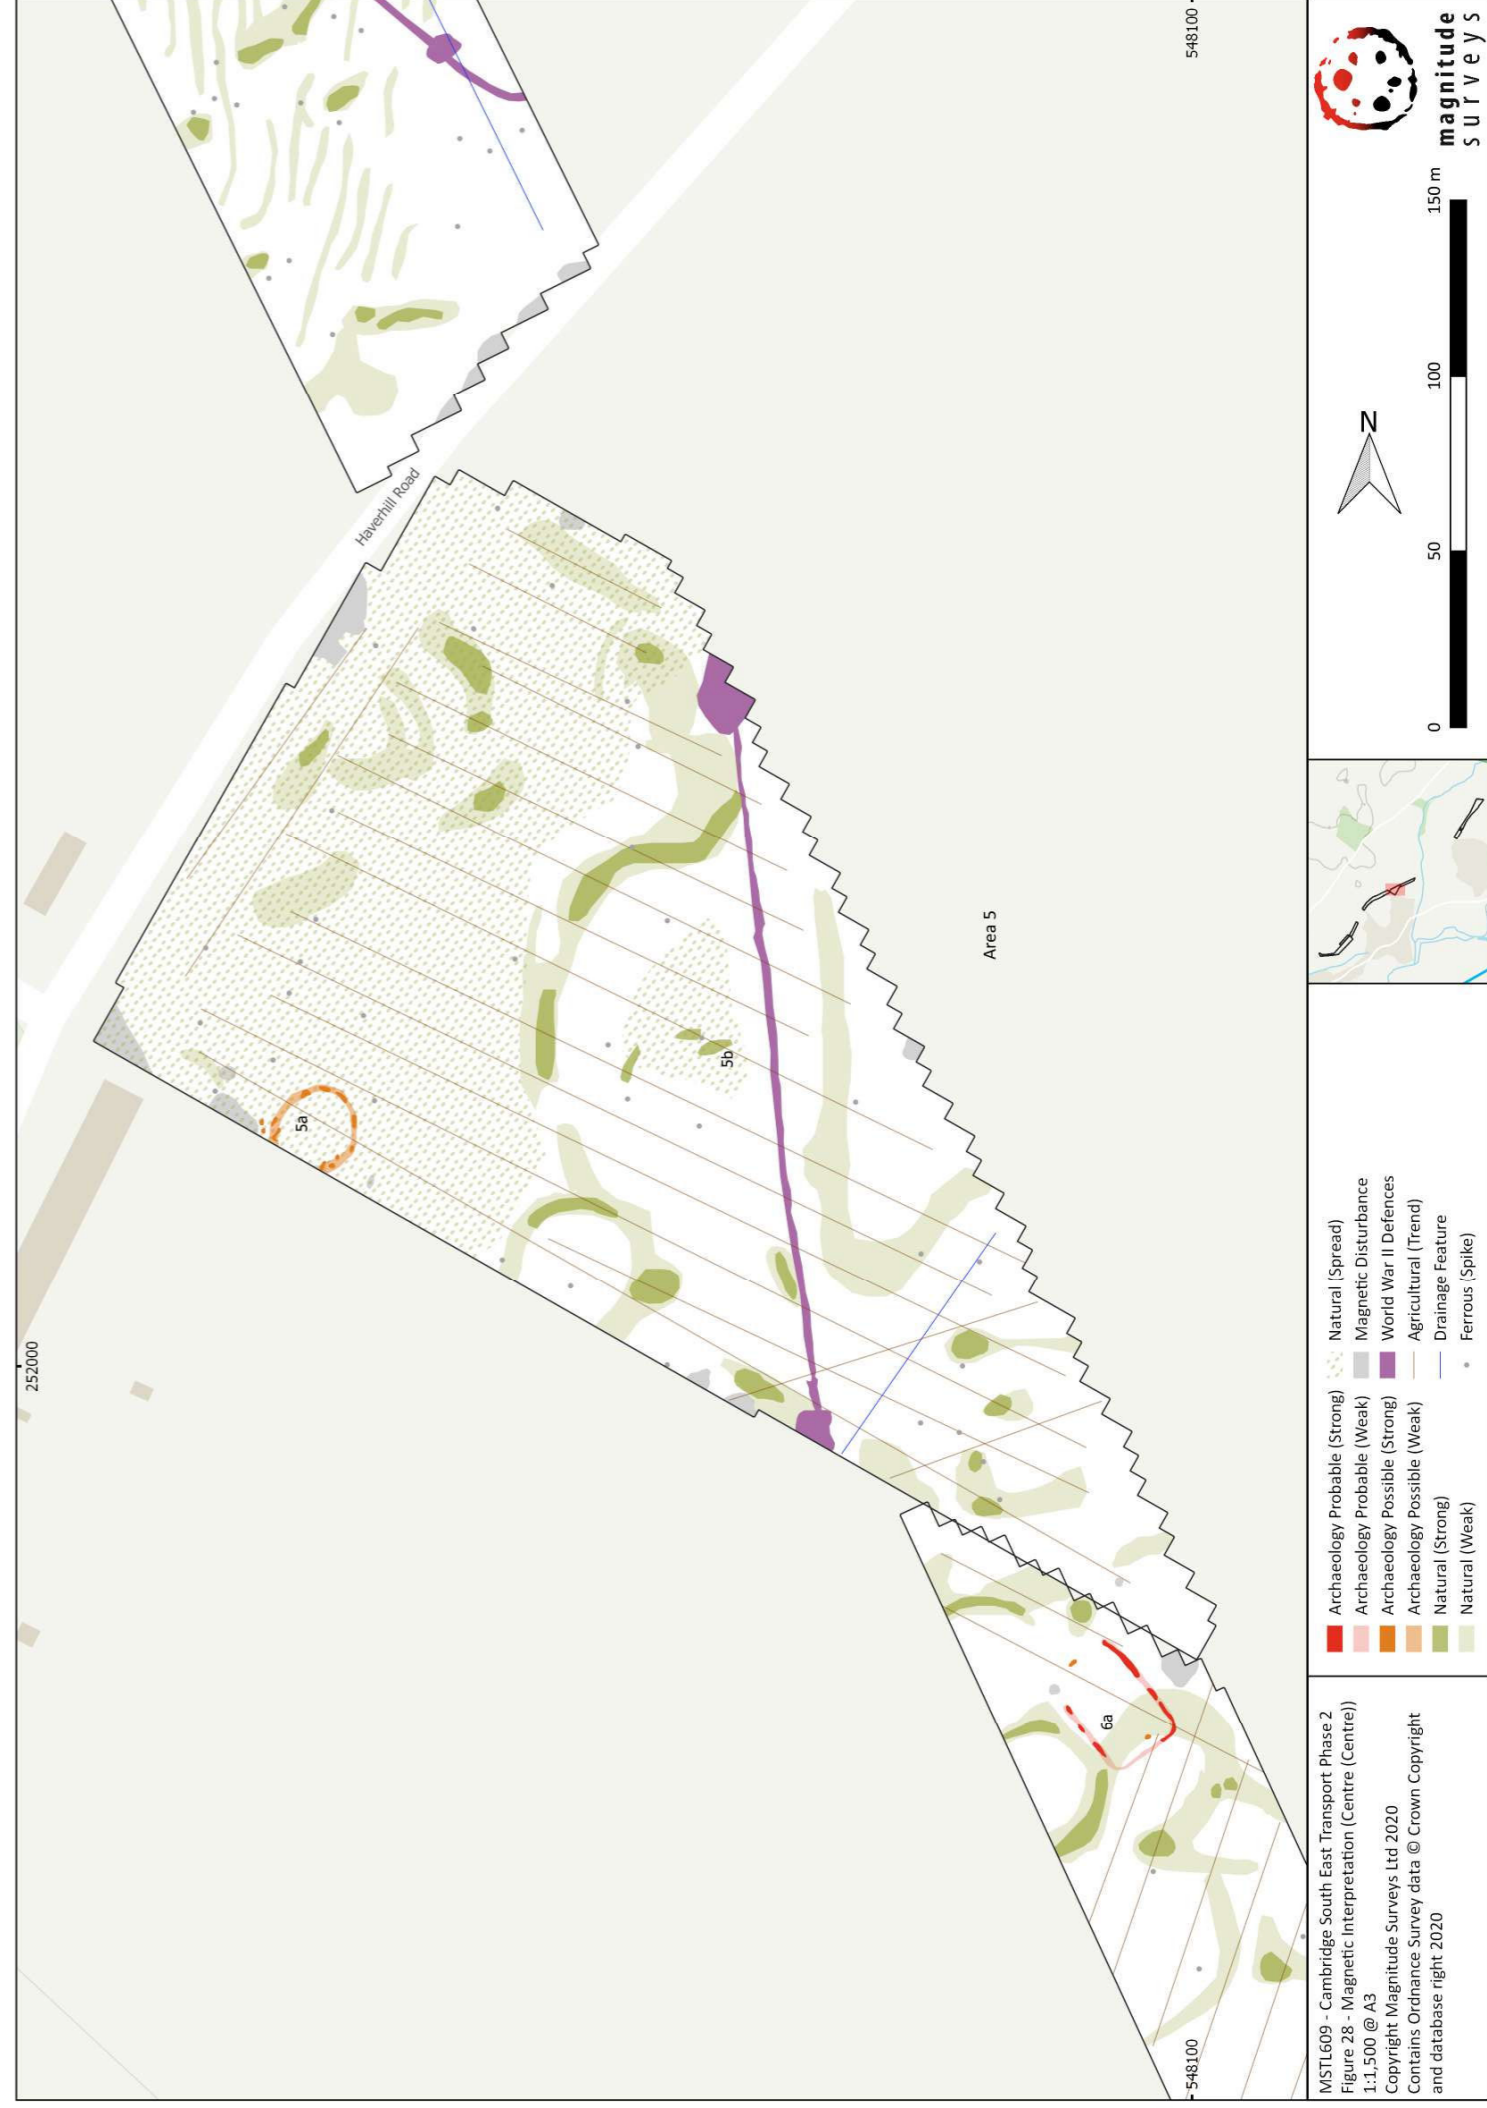 548100
252000
548100
Haverhill Road
5a
5b
Area 5
6a
MSTL609 - Cambridge South East Transport Phase 2
Figure 28 - Magnetic Interpretation (Centre (Centre))
1:1,500 @ A3
Copyright Magnitude Surveys Ltd 2020
Contains Ordnance Survey data © Crown Copyright
and database right 2020
Archaeology Probable (Strong)
Archaeology Probable (Weak)
Archaeology Possible (Strong)
Archaeology Possible (Weak)
Natural (Strong)
Natural (Weak)
Natural (Spread)
Magnetic Disturbance
World War II Defences
Agricultural (Trend)
Drainage Feature
Ferrous (Spike)
N
0 50 100 150 m
magnitude
surveys